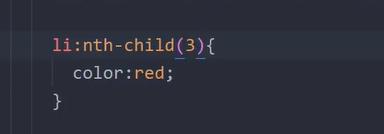 li:nth-child(3){
color:red;
}